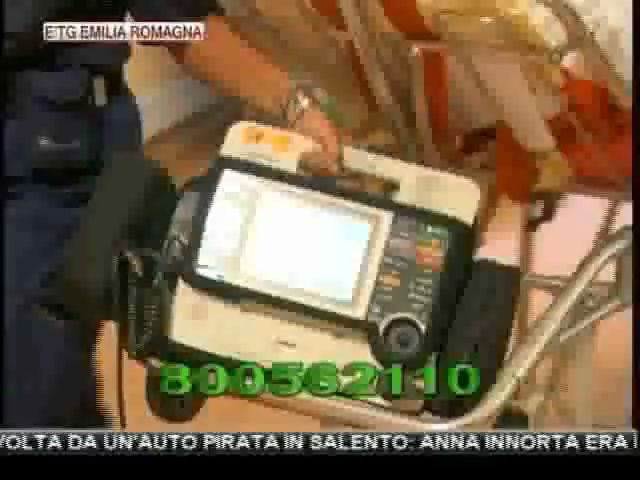 ETG EMILIA ROMAGNA
800562110
VOLTA DA UN'AUTO PIRATA IN SALENTO: ANNA INNORTA ERA